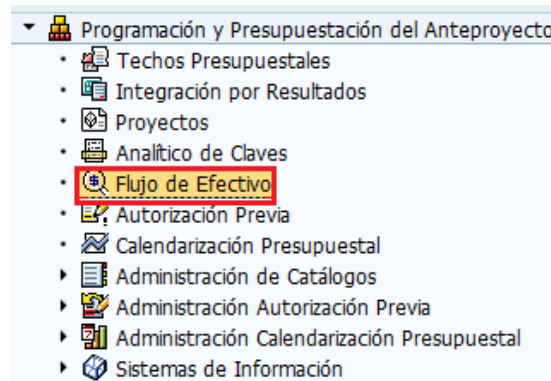 Programación y Presupuestación del Anteproyecto
Techos Presupuestales
Integración por Resultados
Proyectos
Analítico de Claves
Flujo de Efectivo
Autorización Previa
Calendarización Presupuestal
Administración de Catálogos
Administración Autorización Previa
Administración Calendarización Presupuestal
Sistemas de Información